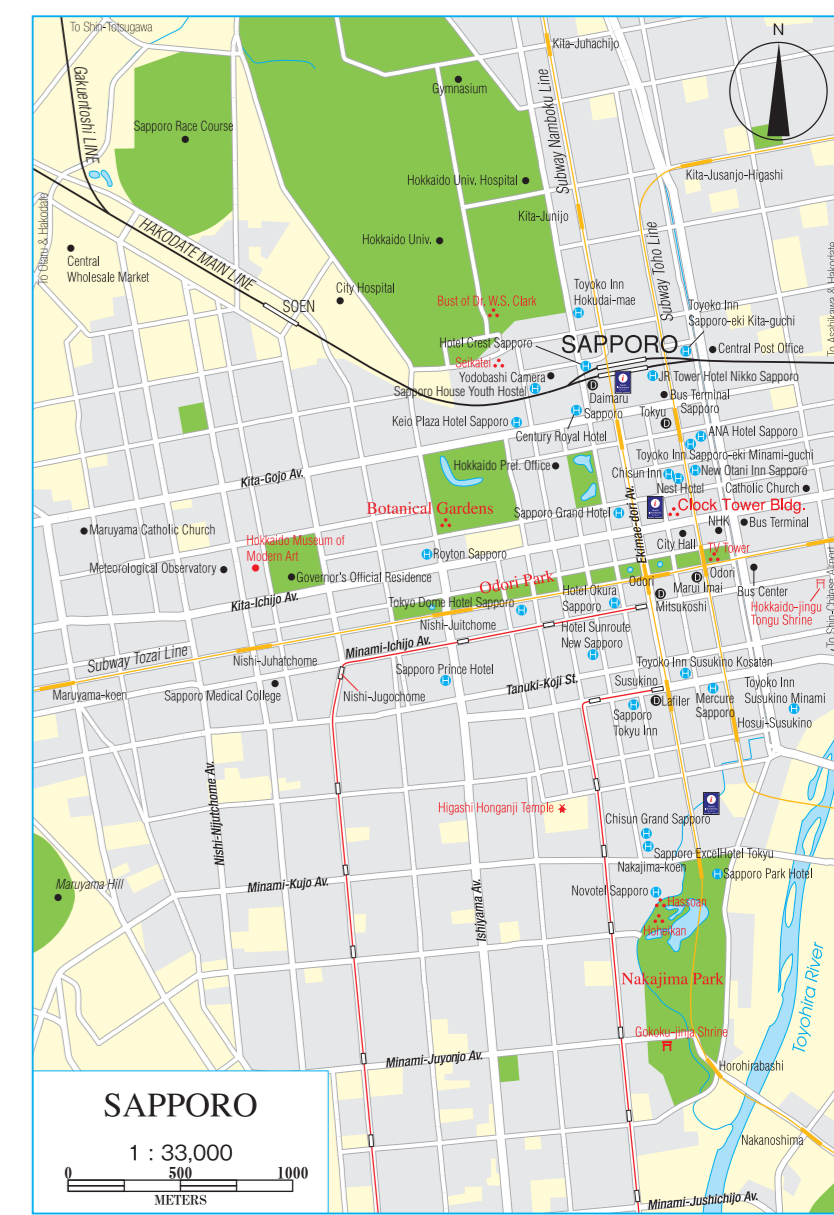 To Shin-Totsugawa
Kita-Juhachijo
N
Gakuentoshi LINE
Gymnasium
Sapporo Race Course
Subway Namboku Line
Hokkaido Univ. Hospital
Kita-Jusanjo-Higashi
Kita-Junijo
To Otaru & Hakodate
HAKODATE MAIN LINE
Hokkaido Univ.
Subway Toho Line
Central
Wholesale Market
To Asahikawa & Hakodate
City Hospital
SOEN
Toyoko Inn
Hokudai-mae
Bust of Dr. W.S. Clark
Toyoko Inn
Sapporo-eki Kita-guchi
Hotel Crest Sapporo
SAPPORO
Central Post Office
Seikatei
Yodobashi Camera
JR Tower Hotel Nikko Sapporo
Sapporo House Youth Hostel
Daimaru
Sapporo
Bus Terminal
Sapporo
Tokyu
Keio Plaza Hotel Sapporo
Century Royal Hotel
ANA Hotel Sapporo
Toyoko Inn Sapporo-eki Minami-guchi
Hokkaido Pref. Office
Chisun Inn
New Otani Inn Sapporo
Kita-Gojo Av.
Nest Hotel
Catholic Church
Botanical Gardens
Sapporo Grand Hotel
Ekimae-dori Av.
Clock Tower Bldg.
Maruyama Catholic Church
NHK
Bus Terminal
Hokkaido Museum of
Modern Art
City Hall
Royton Sapporo
TV Tower
Meteorological Observatory
Governor's Official Residence
Odori Park
Odori
Odori
Marui Imai
Bus Center
Kita-Ichijo Av.
Tokyo Dome Hotel Sapporo
Hotel Okura
Sapporo
Mitsukoshi
Hokkaido-jingu
Tongu Shrine
To Shin-Chitose Airport
Nishi-Juitchome
Hotel Sunroute
New Sapporo
Subway Tozai Line
Minami-Ichijo Av.
Nishi-Juhatchome
Sapporo Prince Hotel
Toyoko Inn Susukino Kosaten
Maruyama-koen
Sapporo Medical College
Nishi-Jugochome
Tanuki-Koji St.
Susukino
Lafiler
Mercure
Sapporo
Toyoko Inn
Susukino Minami
Sapporo
Tokyu Inn
Hosui-Susukino
Nishi-Nijutchome Av.
Higashi Honganji Temple
Chisun Grand Sapporo
Sapporo ExcelHotel Tokyu
Nakajima-koen
Maruyama Hill
Minami-Kujo Av.
Sapporo Park Hotel
Novotel Sapporo
Hassoan
Ishiyama Av.
Hoheikan
Nakajima Park
Toyohira River
Gokoku-jinja Shrine
Minami-Juyonjo Av.
Horohirabashi
SAPPORO
1 : 33,000
0 500 1000
METERS
Nakanoshima
Minami-Jushichijo Av.